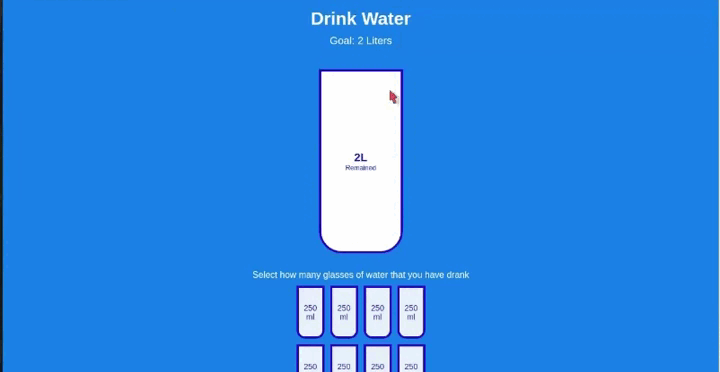 Drink Water
Goal: 2 Liters
2L
Remained
Select how many glasses of water that you have drank
250 250 250 250
ml ml ml ml
250 250 250 250